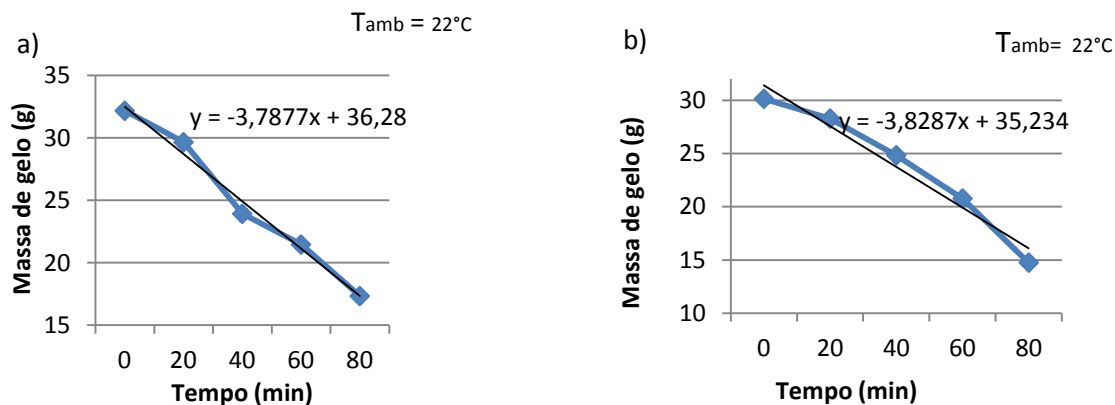 a)
Tamb = 22°C
35
30
25
20
15
y = -3,7877x + 36,28
0 20 40 60 80
Massa de gelo (g)
Tempo (min)
b)
Tamb= 22°C
30
25
20
15
10
y = -3,8287x + 35,234
0 20 40 60 80
Massa de gelo (g)
Tempo (min)